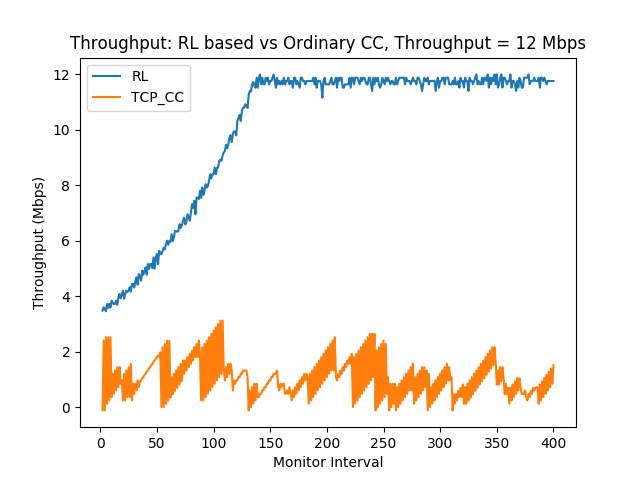 Throughput: RL based vs Ordinary CC, Throughput = 12 Mbps
RL
TCP_CC
Throughput (Mbps)
12
10
8
6
4
2
0
0 50 100 150 200 250 300 350 400
Monitor Interval